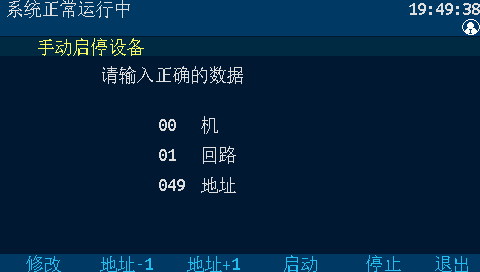 系统正常运行中 19:49:38
手动启停设备
请输入正确的数据
00 机
01 回路
049 地址
修改 地址-1 地址+1 启动 停止 退出